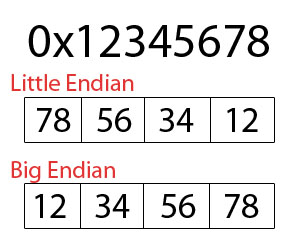 0x12345678
Little Endian
78 56 34 12
Big Endian
12 34 56 78